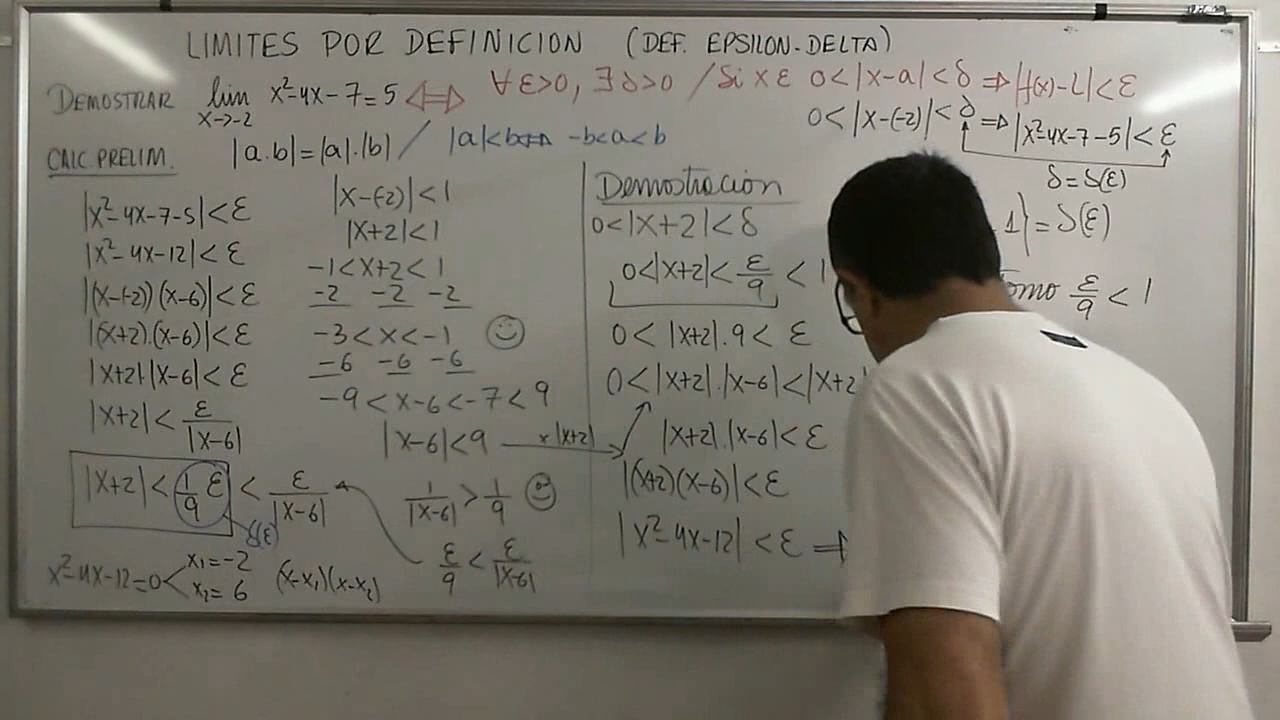 LIMITES POR DEFINICION (DEF. EPSILON-DELTA)
DEMOSTRAR lim x→-2 x²-4x-7=5 ⇔ ∀ε>0, ∃δ>0 / Si x ε 0<|x-a|<δ ⇒ |f(x)-L|<ε
0<|x-(-2)|<δ ⇒ |x²-4x-7-5|<ε
δ=δ(ε)
CALC. PRELIM. |a.b|=|a|.|b| / |a|<b ⇔ -b<a<b
|x²-4x-7-5|<ε
|x²-4x-12|<ε
|(x-(-2))(x-6)|<ε
|(x+2).(x-6)|<ε
|x+2|.|x-6|<ε
|x+2|<ε/|x-6|
|x+2|<1/9 ε<ε/|x-6|
δ(ε)
x²-4x-12=0 < x₁=-2 x₂=6 (x-x₁)(x-x₂)
|x-(-2)|<1
|x+2|<1
-1<x+2<1
-2 -2 -2
-3<x<-1
-6 -6 -6
-9<x-6<-7<9
|x-6|<9 x|x+2|
1/|x-6|>1/9
ε/9<ε/|x-6|
Demostración
0<|x+2|<δ
0<|x+2|<ε/9<1
0<|x+2|.9<ε
0<|x+2|.|x-6|<|x+2|
|x+2|.|x-6|<ε
|(x+2)(x-6)|<ε
|x²-4x-12|<ε ⇒
1}=δ(ε)
Tomo ε/9<1